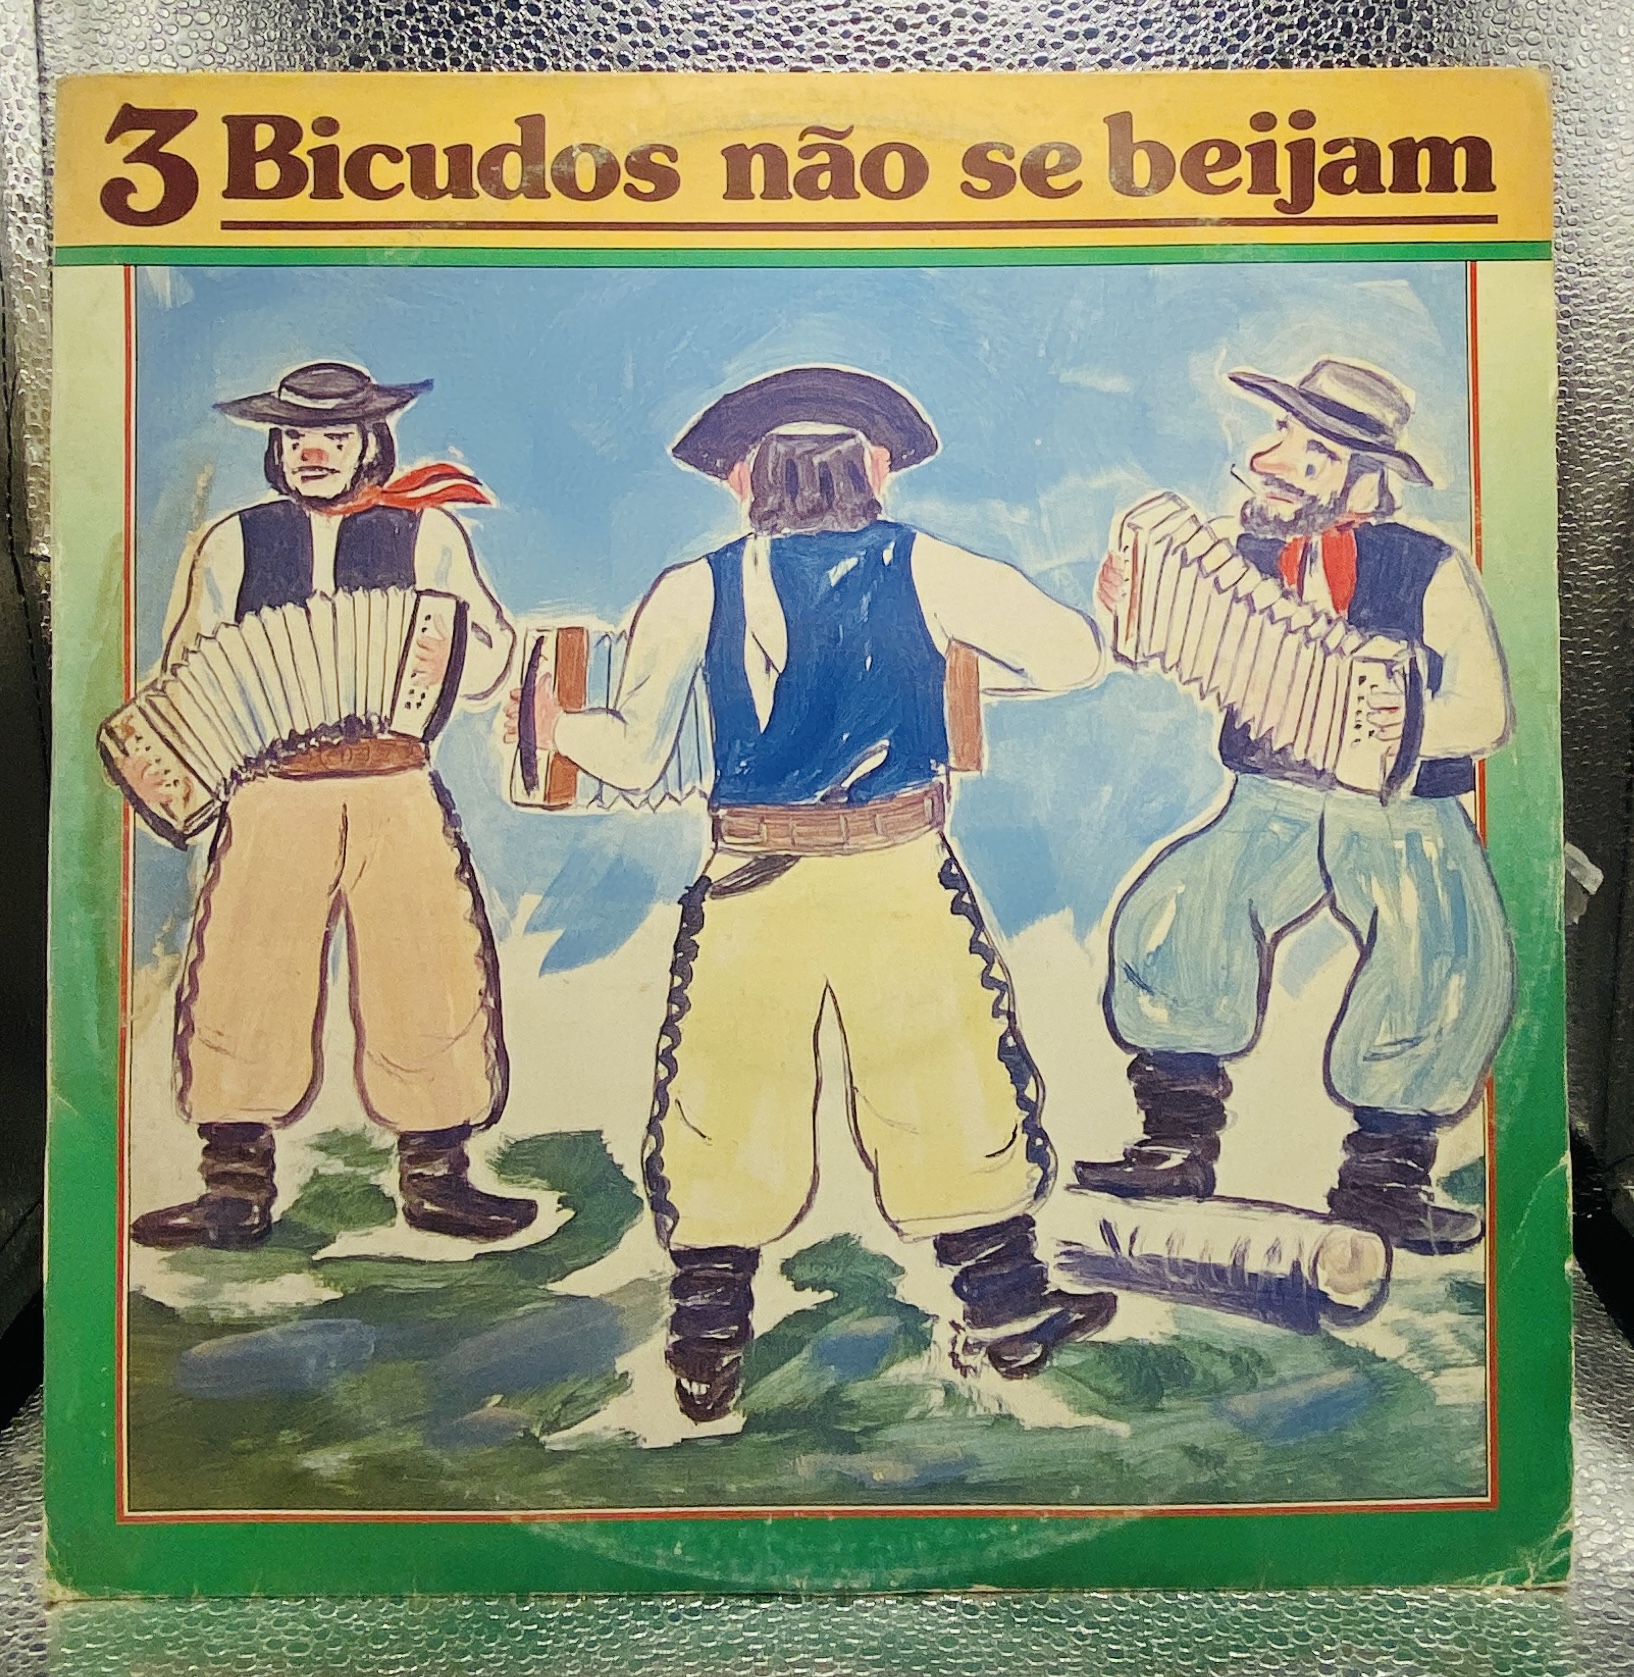 3 Bicudos não se beijam